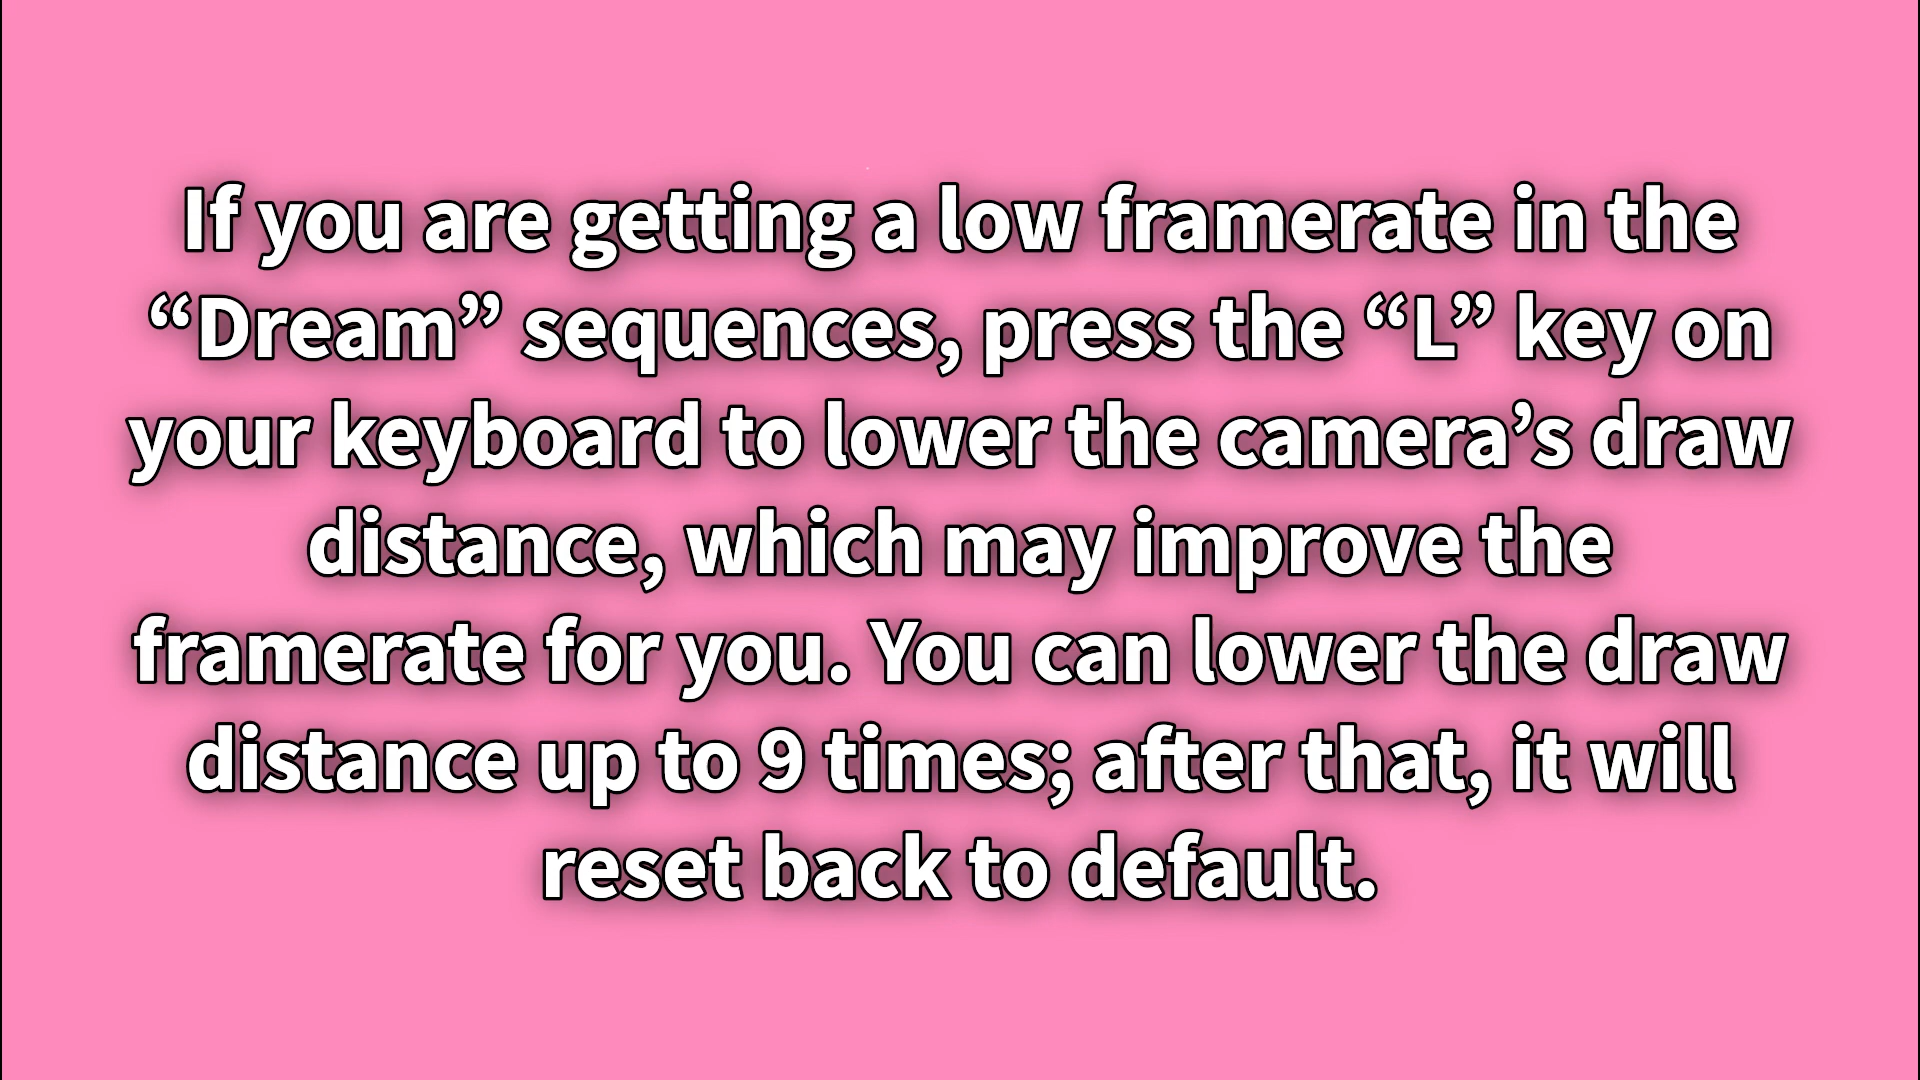 If you are getting a low framerate in the
“Dream” sequences, press the “L” key on
your keyboard to lower the camera’s draw
distance, which may improve the
framerate for you. You can lower the draw
distance up to 9 times; after that, it will
reset back to default.